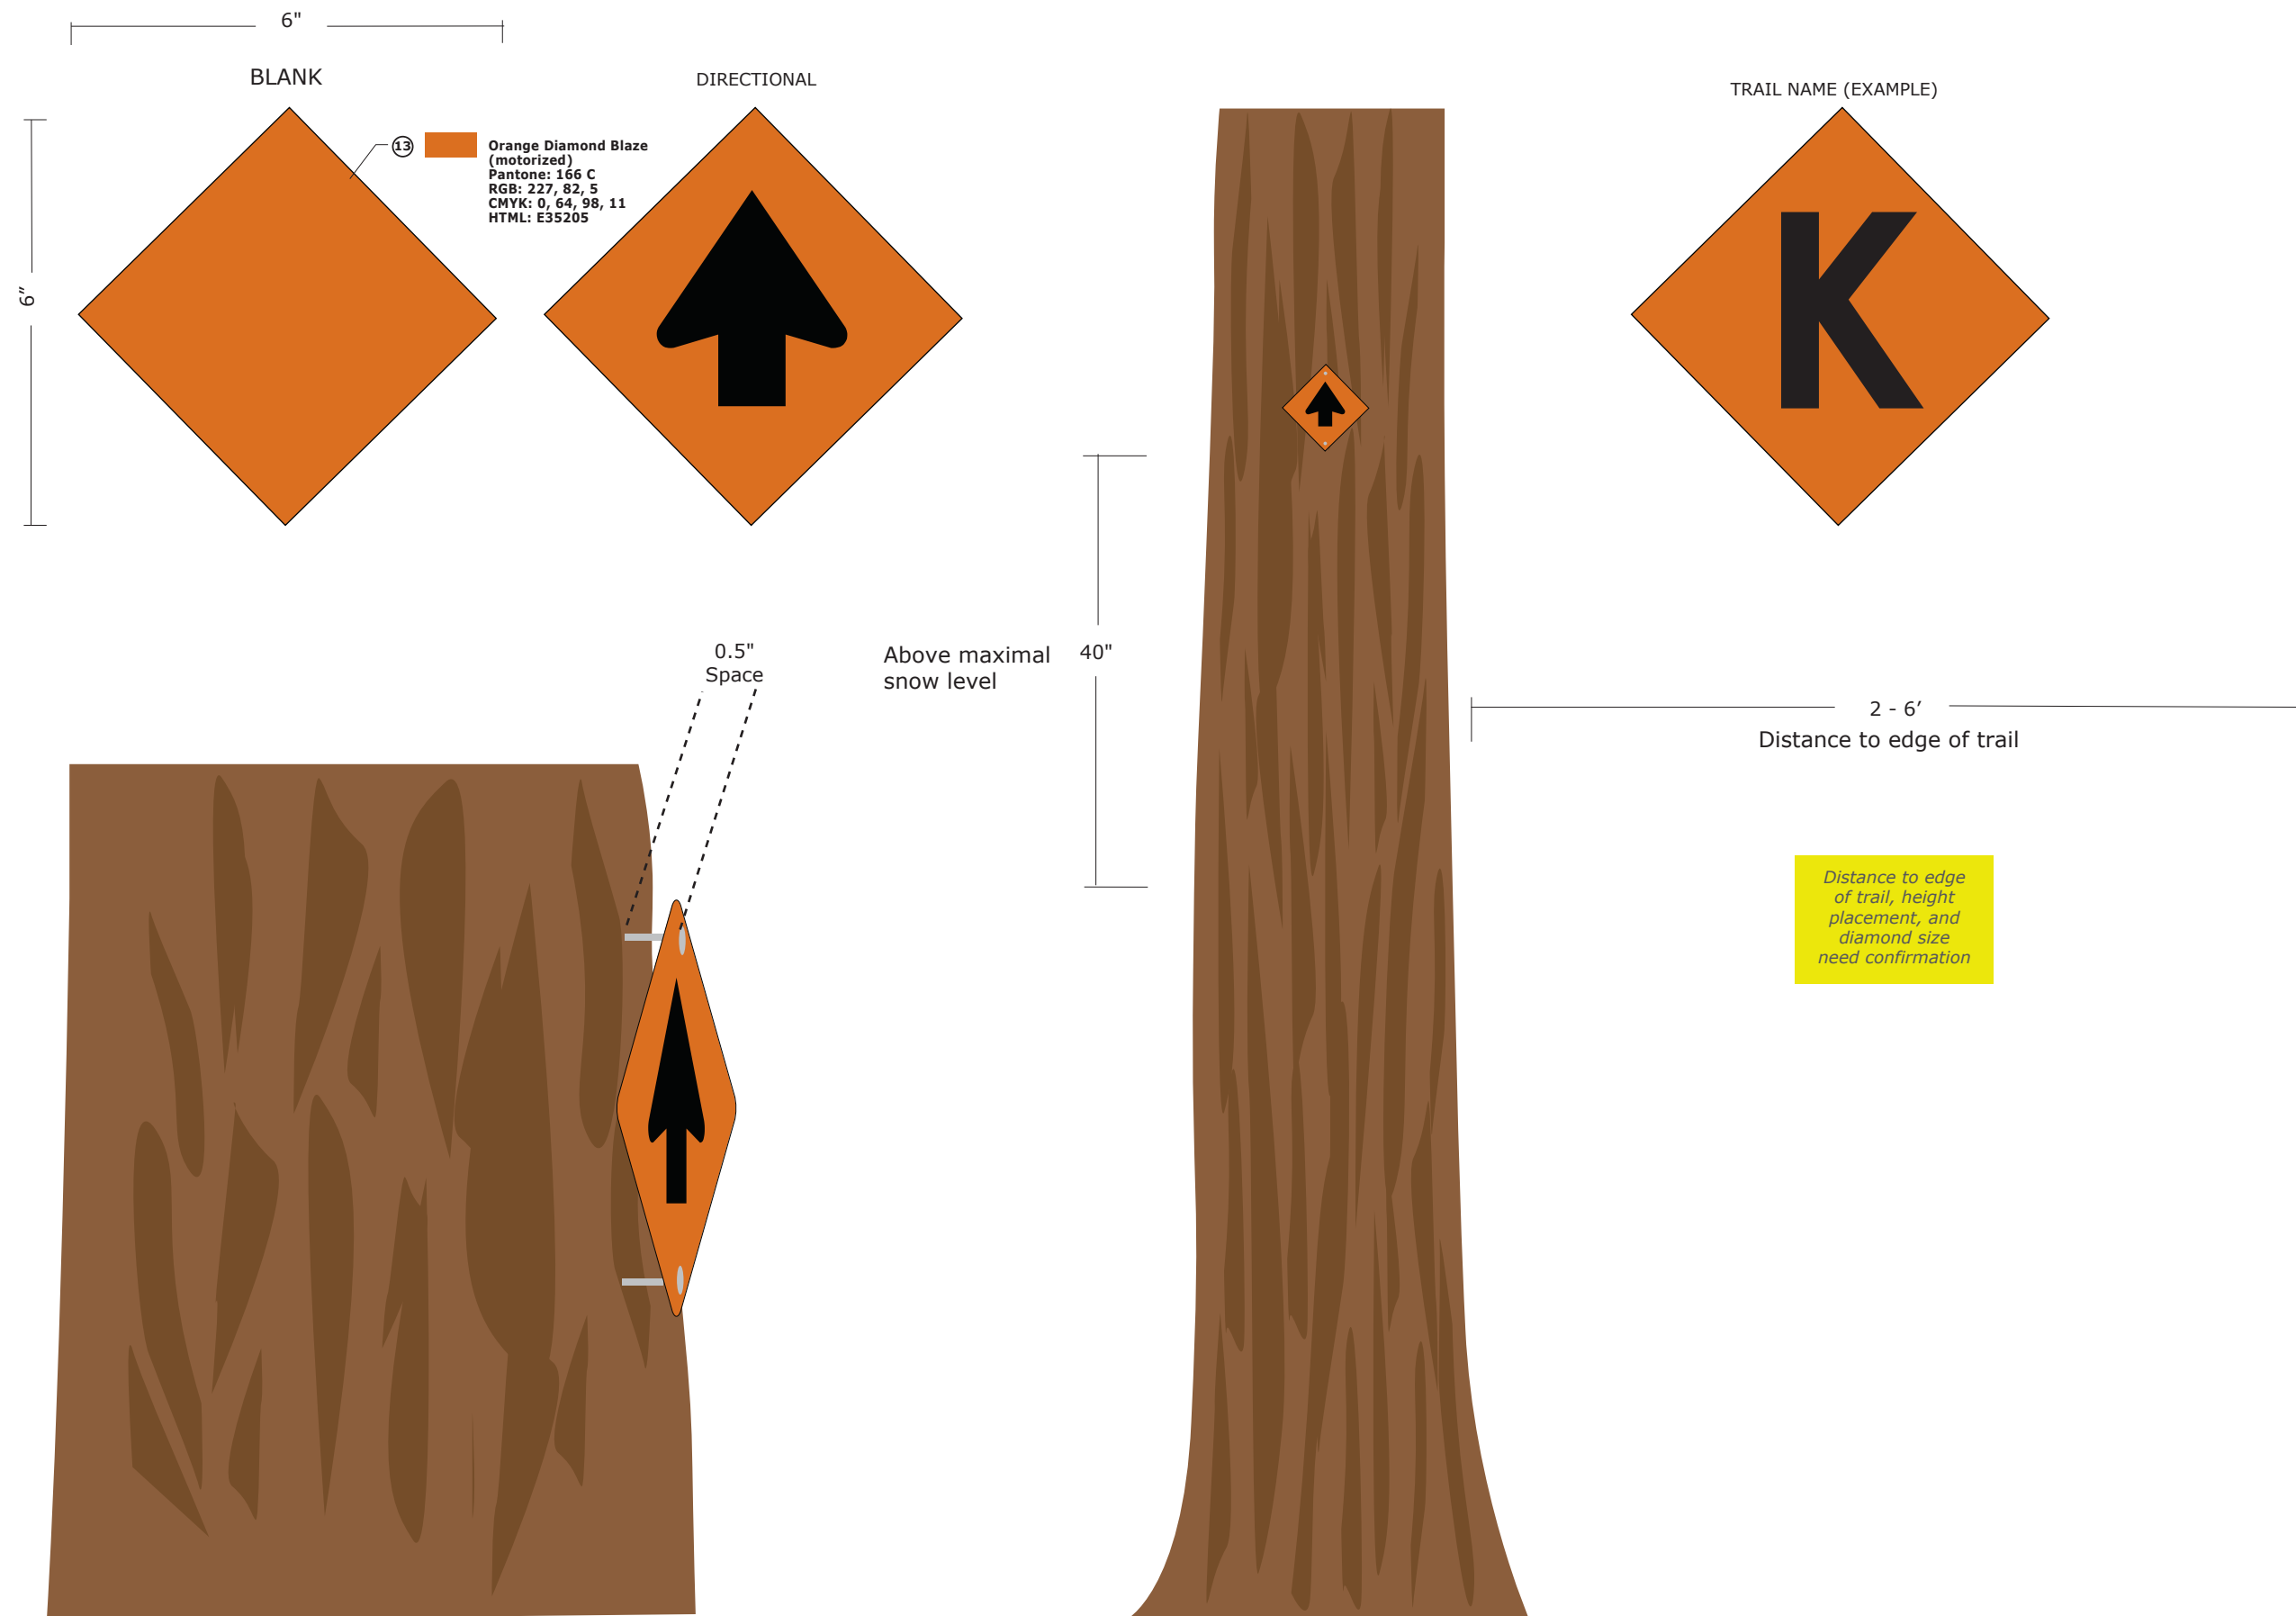 6"
BLANK
DIRECTIONAL
TRAIL NAME (EXAMPLE)
6”
13
Orange Diamond Blaze
(motorized)
Pantone: 166 C
RGB: 227, 82, 5
CMYK: 0, 64, 98, 11
HTML: E35205
K
0.5"
Space
Above maximal
snow level
40"
2 - 6’
Distance to edge of trail
Distance to edge
of trail, height
placement, and
diamond size
need confirmation